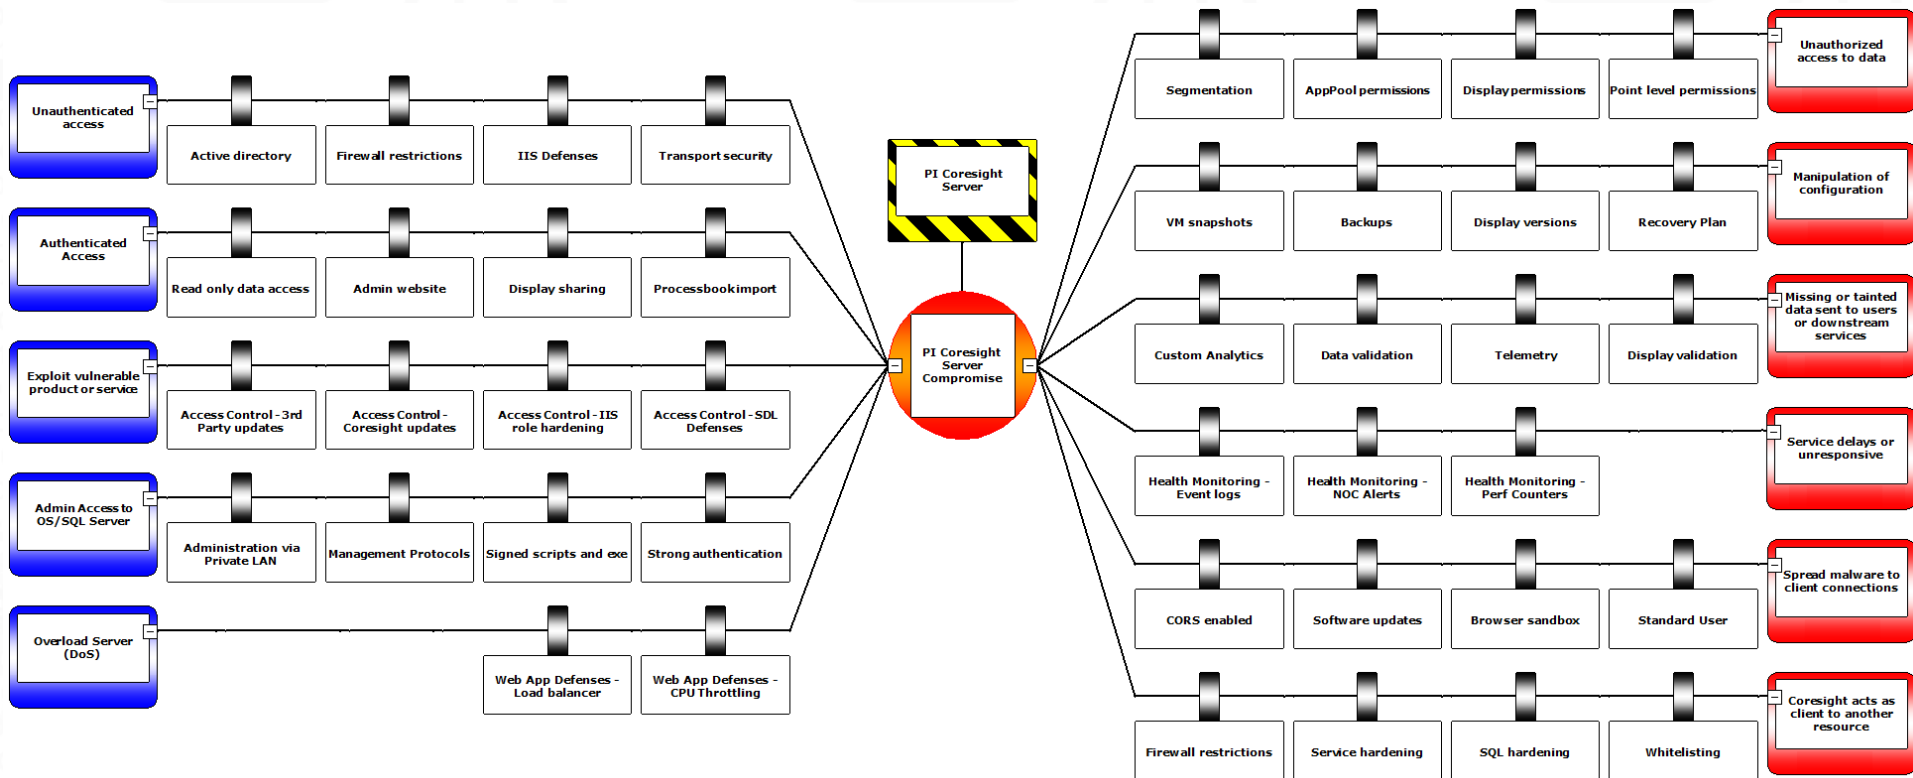 Unauthenticated
access
Active directory
Firewall restrictions
IIS Defenses
Transport security
Authenticated
Access
Read only data access
Admin website
Display sharing
Processbook import
Exploit vulnerable
product or service
Access Control - 3rd
Party updates
Access Control -
Coresight updates
Access Control - IIS
role hardening
Access Control - SDL
Defenses
Admin Access to
OS/SQL Server
Administration via
Private LAN
Management Protocols
Signed scripts and exe
Strong authentication
Overload Server
(DoS)
Web App Defenses -
Load balancer
Web App Defenses -
CPU Throttling
PI Coresight
Server
PI Coresight
Server
Compromise
Segmentation
AppPool permissions
Display permissions
Point level permissions
Unauthorized
access to data
VM snapshots
Backups
Display versions
Recovery Plan
Manipulation of
configuration
Custom Analytics
Data validation
Telemetry
Display validation
Missing or tainted
data sent to users
or downstream
services
Health Monitoring -
Event logs
Health Monitoring -
NOC Alerts
Health Monitoring -
Perf Counters
Service delays or
unresponsive
CORS enabled
Software updates
Browser sandbox
Standard User
Spread malware to
client connections
Firewall restrictions
Service hardening
SQL hardening
Whitelisting
Coresight acts as
client to another
resource